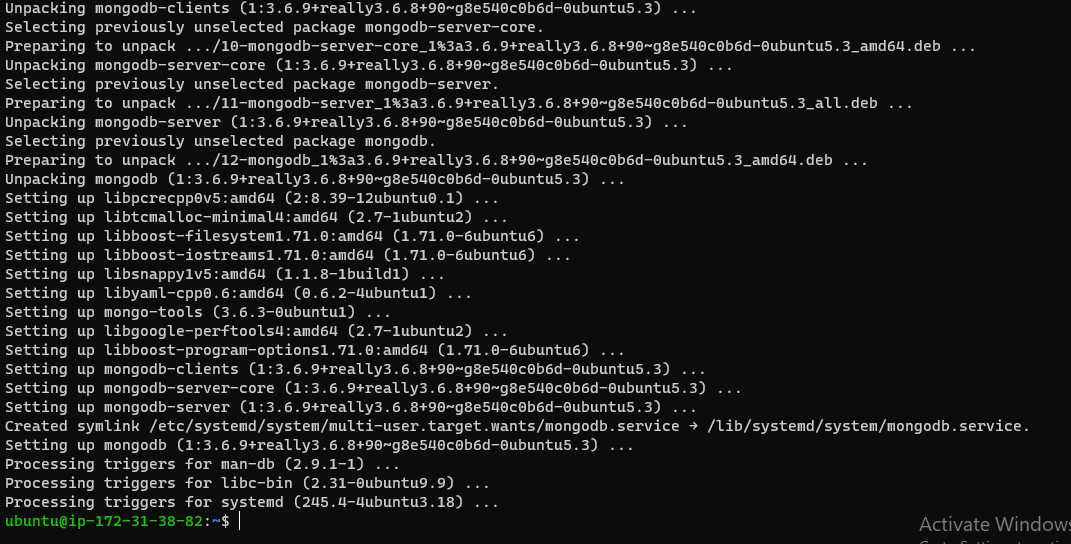 Unpacking mongodb-clients (1:3.6.9+really3.6.8+90~g8e540c0b6d-0ubuntu5.3) ...
Selecting previously unselected package mongodb-server-core.
Preparing to unpack .../10-mongodb-server-core_1%3a3.6.9+really3.6.8+90~g8e540c0b6d-0ubuntu5.3_amd64.deb ...
Unpacking mongodb-server-core (1:3.6.9+really3.6.8+90~g8e540c0b6d-0ubuntu5.3) ...
Selecting previously unselected package mongodb-server.
Preparing to unpack .../11-mongodb-server_1%3a3.6.9+really3.6.8+90~g8e540c0b6d-0ubuntu5.3_all.deb ...
Unpacking mongodb-server (1:3.6.9+really3.6.8+90~g8e540c0b6d-0ubuntu5.3) ...
Selecting previously unselected package mongodb.
Preparing to unpack .../12-mongodb_1%3a3.6.9+really3.6.8+90~g8e540c0b6d-0ubuntu5.3_amd64.deb ...
Unpacking mongodb (1:3.6.9+really3.6.8+90~g8e540c0b6d-0ubuntu5.3) ...
Setting up libpcrecpp0v5:amd64 (2:8.39-12ubuntu0.1) ...
Setting up libtcmalloc-minimal4:amd64 (2.7-1ubuntu2) ...
Setting up libboost-filesystem1.71.0:amd64 (1.71.0-6ubuntu6) ...
Setting up libboost-iostreams1.71.0:amd64 (1.71.0-6ubuntu6) ...
Setting up libsnappy1v5:amd64 (1.1.8-1build1) ...
Setting up libyaml-cpp0.6:amd64 (0.6.2-4ubuntu1) ...
Setting up mongo-tools (3.6.3-0ubuntu1) ...
Setting up libgoogle-perftools4:amd64 (2.7-1ubuntu2) ...
Setting up libboost-program-options1.71.0:amd64 (1.71.0-6ubuntu6) ...
Setting up mongodb-clients (1:3.6.9+really3.6.8+90~g8e540c0b6d-0ubuntu5.3) ...
Setting up mongodb-server-core (1:3.6.9+really3.6.8+90~g8e540c0b6d-0ubuntu5.3) ...
Setting up mongodb-server (1:3.6.9+really3.6.8+90~g8e540c0b6d-0ubuntu5.3) ...
Created symlink /etc/systemd/system/multi-user.target.wants/mongodb.service → /lib/systemd/system/mongodb.service.
Setting up mongodb (1:3.6.9+really3.6.8+90~g8e540c0b6d-0ubuntu5.3) ...
Processing triggers for man-db (2.9.1-1) ...
Processing triggers for libc-bin (2.31-0ubuntu9.9) ...
Processing triggers for systemd (245.4-4ubuntu3.18) ...
ubuntu@ip-172-31-38-82:~$
Activate Windows